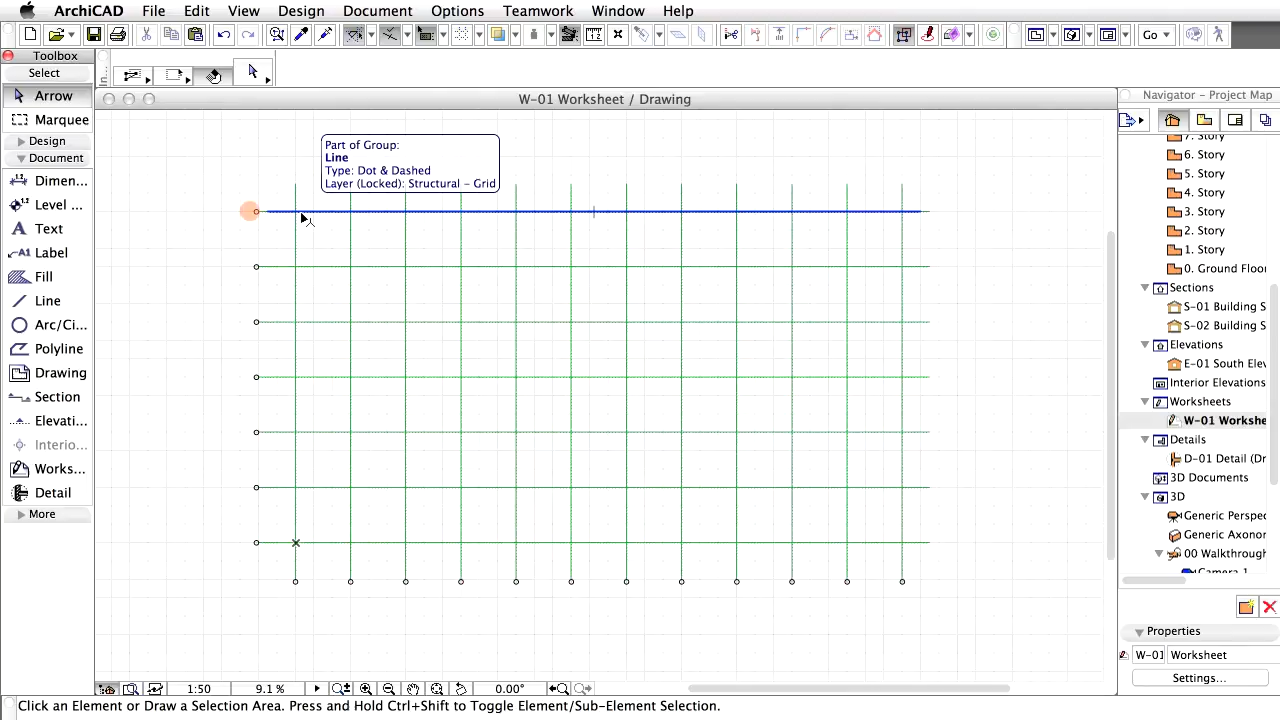 ArchiCAD File Edit View Design Document Options Teamwork Window Help
Go
Toolbox
Select
Arrow
Marquee
Design
Document
Dimen...
Level ...
Text
Label
Fill
Line
Arc/Ci...
Polyline
Drawing
Section
Elevati...
Interio...
Works...
Detail
More
W-01 Worksheet / Drawing
Part of Group:
Line
Type: Dot & Dashed
Layer (Locked): Structural - Grid
1:50 9.1 % 0.00°
Click an Element or Draw a Selection Area. Press and Hold Ctrl+Shift to Toggle Element/Sub-Element Selection.
Navigator - Project Map
7. Story
6. Story
5. Story
4. Story
3. Story
2. Story
1. Story
0. Ground Floor
Sections
S-01 Building S
S-02 Building S
Elevations
E-01 South Elev
Interior Elevations
Worksheets
W-01 Workshe
Details
D-01 Detail (Dr
3D Documents
3D
Generic Perspec
Generic Axonor
00 Walkthrough
Camera 1
Properties
W-01 Worksheet
Settings...